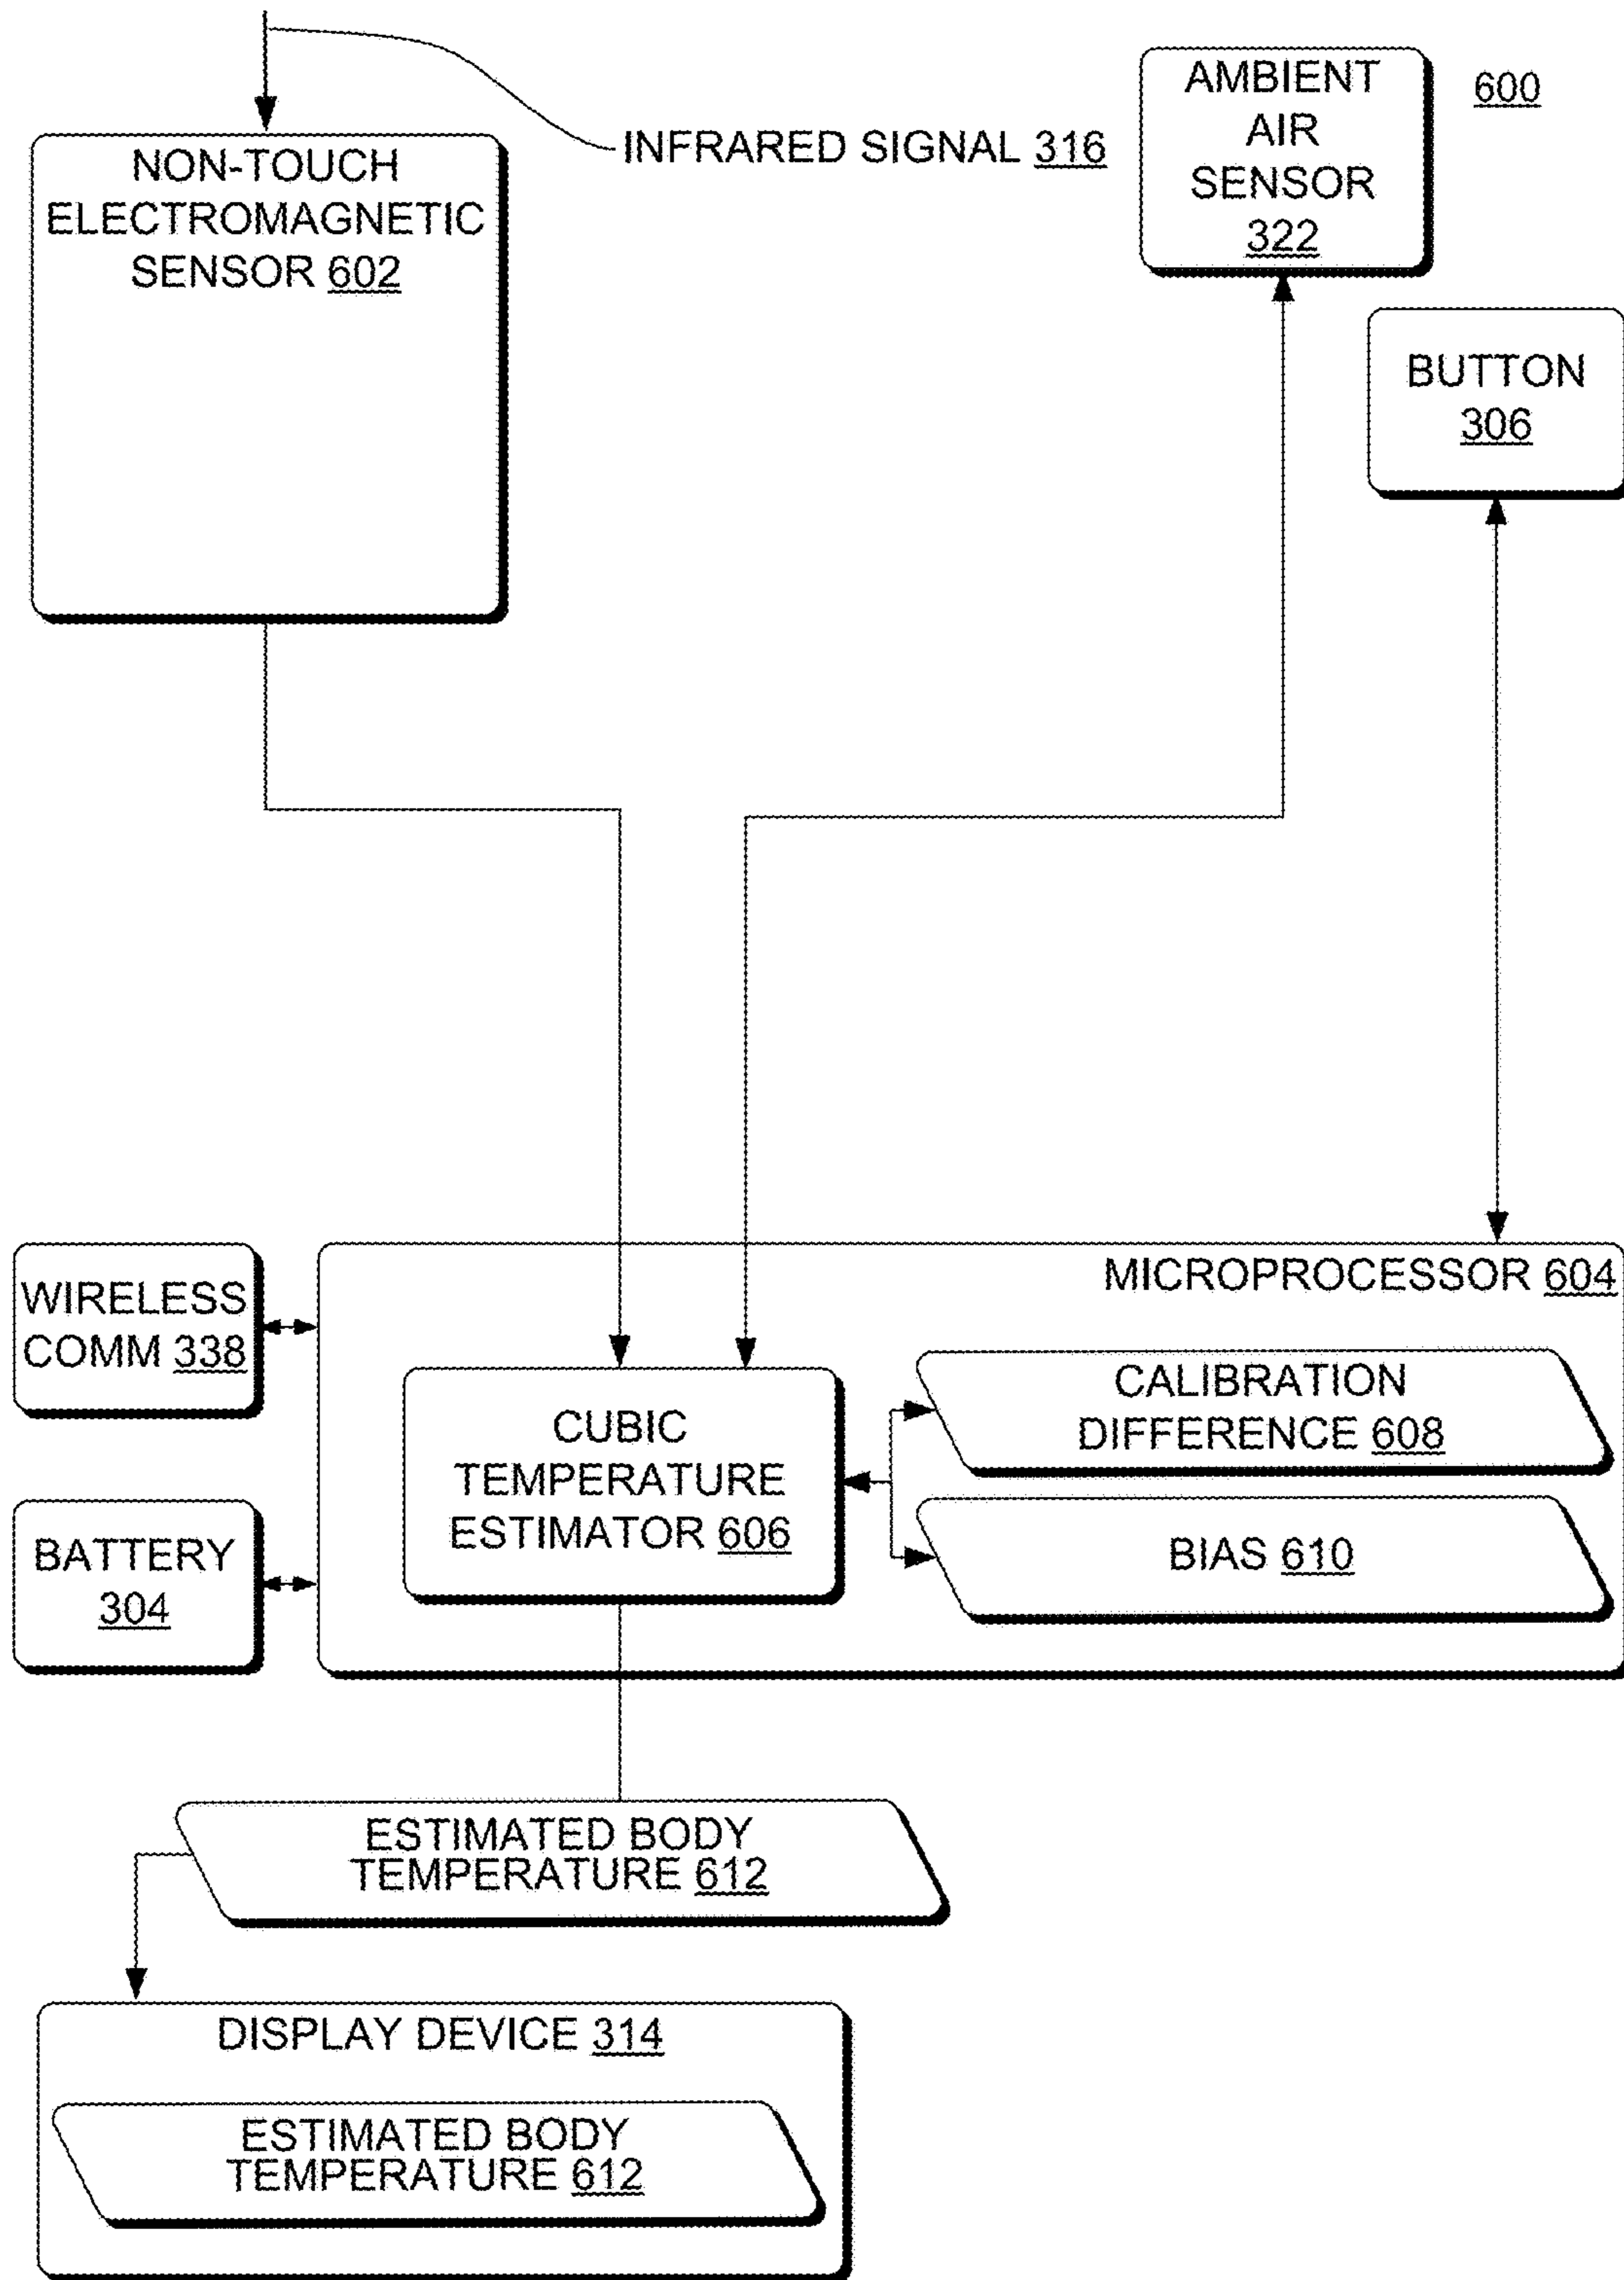 INFRARED SIGNAL 316
AMBIENT
AIR
SENSOR
322
600
NON-TOUCH
ELECTROMAGNETIC
SENSOR 602
BUTTON
306
MICROPROCESSOR 604
WIRELESS
COMM 338
CUBIC
TEMPERATURE
ESTIMATOR 606
CALIBRATION
DIFFERENCE 608
BIAS 610
BATTERY
304
ESTIMATED BODY
TEMPERATURE 612
DISPLAY DEVICE 314
ESTIMATED BODY
TEMPERATURE 612